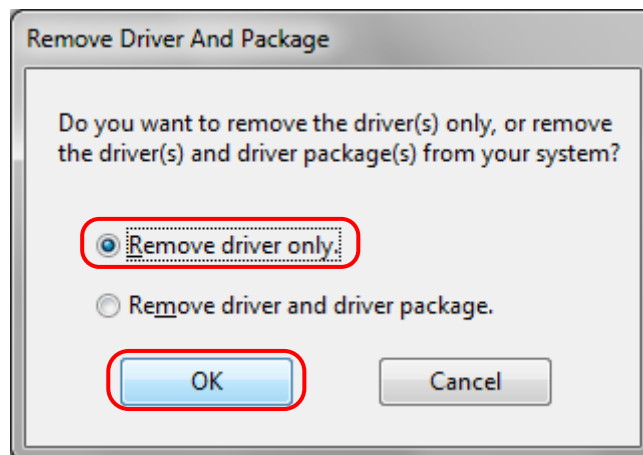 Remove Driver And Package
Do you want to remove the driver(s) only, or remove
the driver(s) and driver package(s) from your system?
Remove driver only.
Remove driver and driver package.
OK Cancel